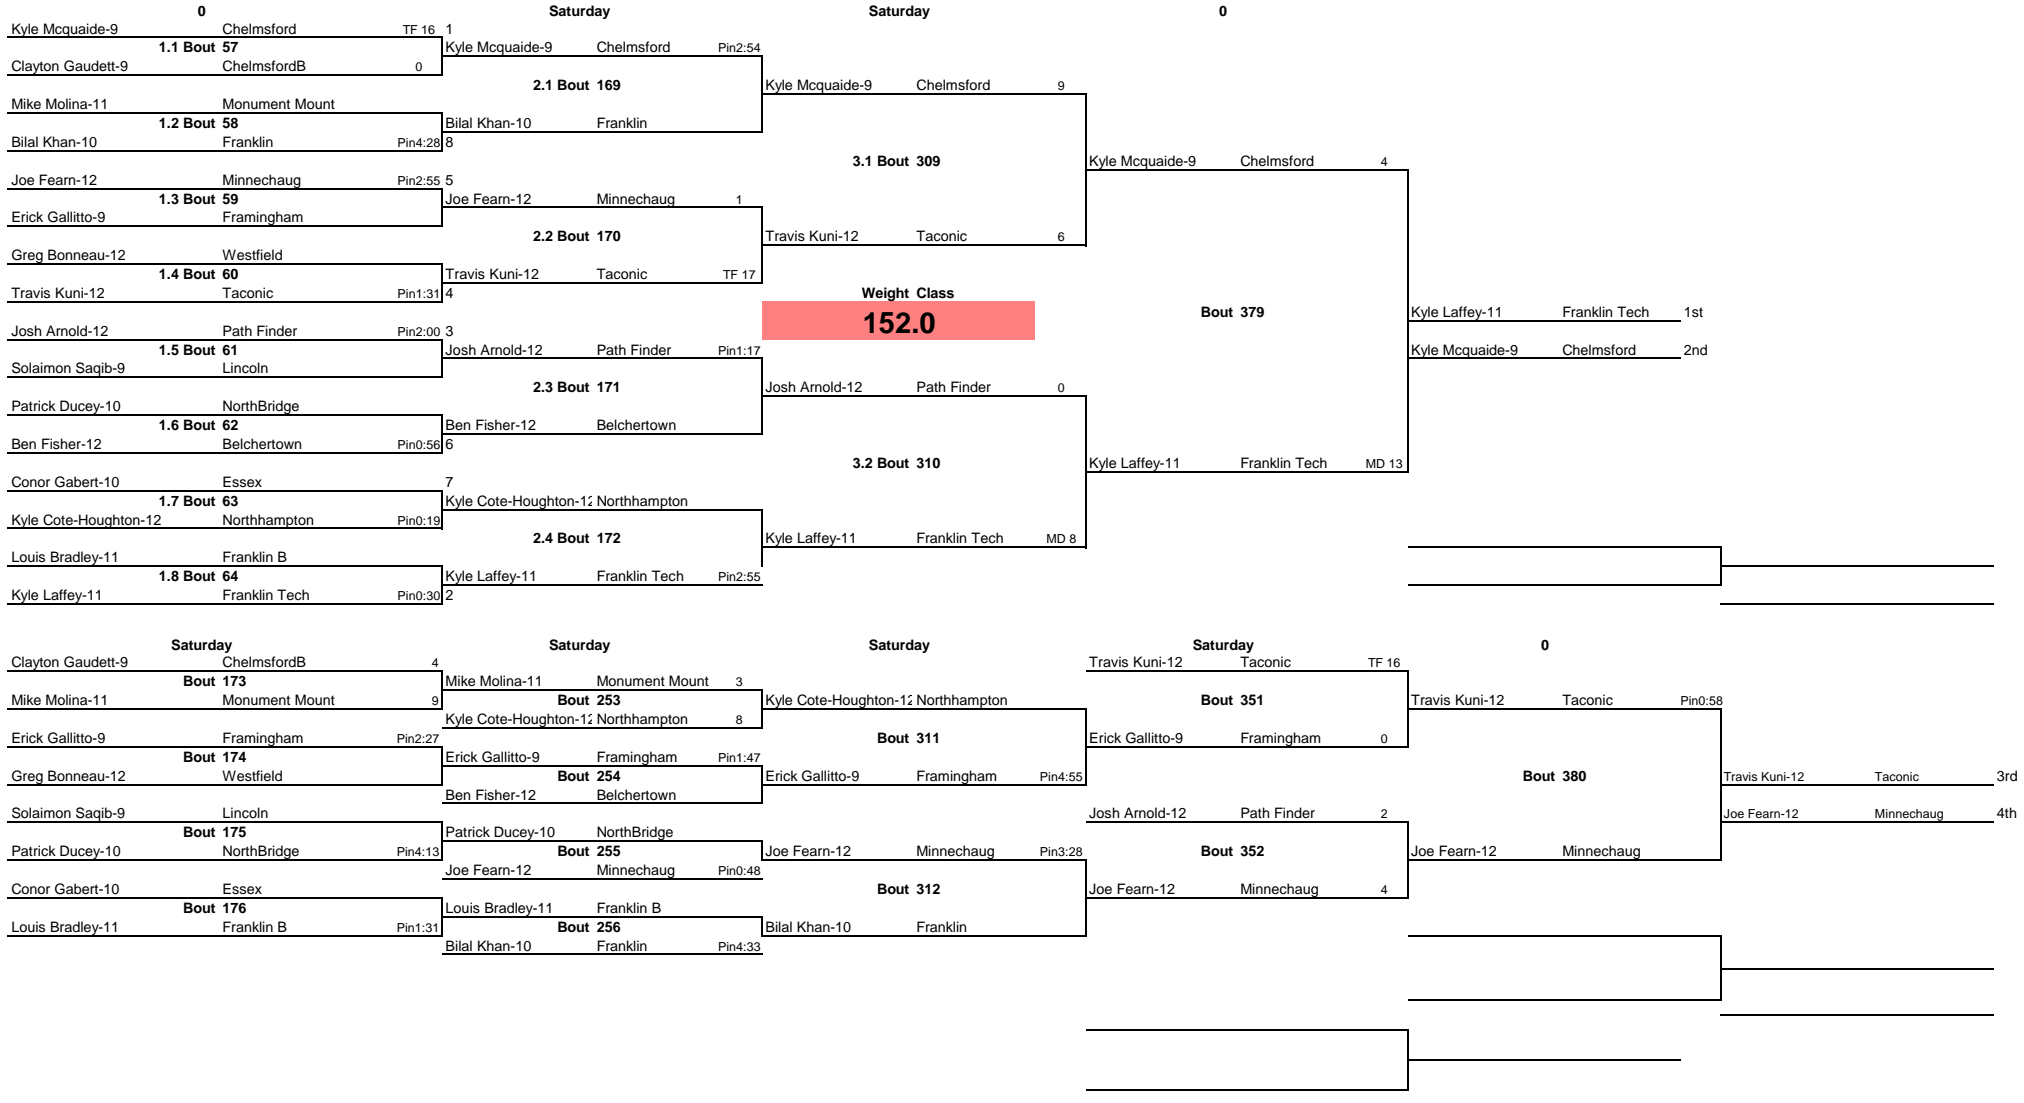 0 Saturday Saturday 0
Kyle Mcquaide-9 Chelmsford TF 16 1
1.1 Bout 57 Kyle Mcquaide-9 Chelmsford Pin2:54
Clayton Gaudett-9 ChelmsfordB 0
2.1 Bout 169 Kyle Mcquaide-9 Chelmsford 9
Mike Molina-11 Monument Mount
1.2 Bout 58 Bilal Khan-10 Franklin
Bilal Khan-10 Franklin Pin4:28 8
3.1 Bout 309 Kyle Mcquaide-9 Chelmsford 4
Joe Fearn-12 Minnechaug Pin2:55 5
1.3 Bout 59 Joe Fearn-12 Minnechaug 1
Erick Gallitto-9 Framingham
2.2 Bout 170 Travis Kuni-12 Taconic 6
Greg Bonneau-12 Westfield
1.4 Bout 60 Travis Kuni-12 Taconic TF 17
Travis Kuni-12 Taconic Pin1:31 4 Weight Class
Bout 379 Kyle Laffey-11 Franklin Tech 1st
152.0
Josh Arnold-12 Path Finder Pin2:00 3
1.5 Bout 61 Josh Arnold-12 Path Finder Pin1:17 Kyle Mcquaide-9 Chelmsford 2nd
Solaimon Saqib-9 Lincoln
2.3 Bout 171 Josh Arnold-12 Path Finder 0
Patrick Ducey-10 NorthBridge
1.6 Bout 62 Ben Fisher-12 Belchertown
Ben Fisher-12 Belchertown Pin0:56 6
3.2 Bout 310 Kyle Laffey-11 Franklin Tech MD 13
Conor Gabert-10 Essex 7
1.7 Bout 63 Kyle Cote-Houghton-12 Northhampton
Kyle Cote-Houghton-12 Northhampton Pin0:19
2.4 Bout 172 Kyle Laffey-11 Franklin Tech MD 8
Louis Bradley-11 Franklin B
1.8 Bout 64 Kyle Laffey-11 Franklin Tech Pin2:55
Kyle Laffey-11 Franklin Tech Pin0:30 2
Saturday Saturday Saturday Saturday 0
Clayton Gaudett-9 ChelmsfordB 4 Travis Kuni-12 Taconic TF 16
Bout 173 Mike Molina-11 Monument Mount 3
Mike Molina-11 Monument Mount 9 Bout 253 Kyle Cote-Houghton-12 Northhampton Bout 351 Travis Kuni-12 Taconic Pin0:58
Kyle Cote-Houghton-12 Northhampton 8
Erick Gallitto-9 Framingham Pin2:27 Bout 311 Erick Gallitto-9 Framingham 0
Bout 174 Erick Gallitto-9 Framingham Pin1:47
Greg Bonneau-12 Westfield Bout 254 Erick Gallitto-9 Framingham Pin4:55 Bout 380 Travis Kuni-12 Taconic 3rd
Ben Fisher-12 Belchertown
Solaimon Saqib-9 Lincoln Josh Arnold-12 Path Finder 2 Joe Fearn-12 Minnechaug 4th
Bout 175 Patrick Ducey-10 NorthBridge
Patrick Ducey-10 NorthBridge Pin4:13 Bout 255 Joe Fearn-12 Minnechaug Pin3:28 Bout 352 Joe Fearn-12 Minnechaug
Joe Fearn-12 Minnechaug Pin0:48
Conor Gabert-10 Essex Bout 312 Joe Fearn-12 Minnechaug 4
Bout 176 Louis Bradley-11 Franklin B
Louis Bradley-11 Franklin B Pin1:31 Bout 256 Bilal Khan-10 Franklin
Bilal Khan-10 Franklin Pin4:33